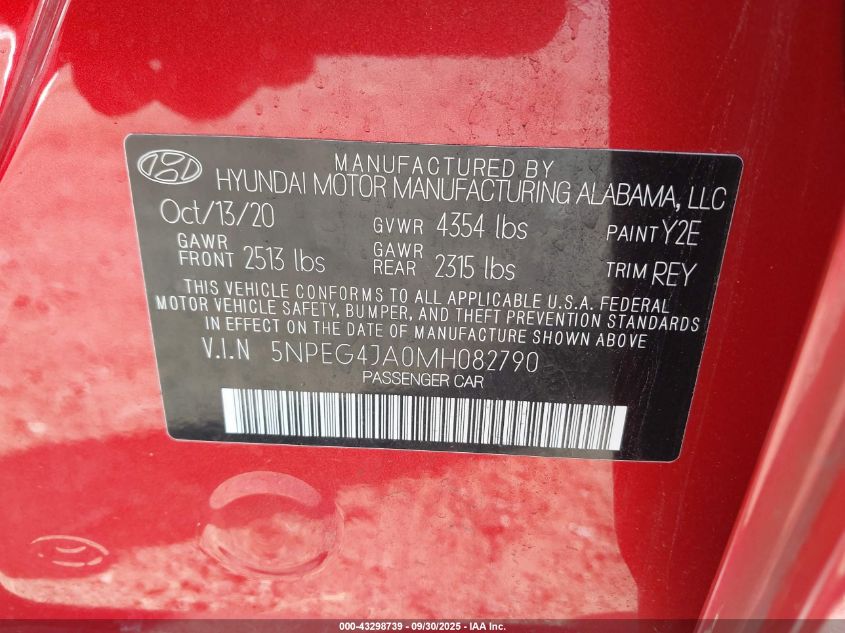 MANUFACTURED BY
HYUNDAI MOTOR MANUFACTURING ALABAMA, LLC
Oct/13/20 GVWR 4354 lbs PAINT Y2E
GAWR FRONT 2513 lbs GAWR REAR 2315 lbs TRIM REY
THIS VEHICLE CONFORMS TO ALL APPLICABLE U.S.A. FEDERAL
MOTOR VEHICLE SAFETY, BUMPER, AND THEFT PREVENTION STANDARDS
IN EFFECT ON THE DATE OF MANUFACTURE SHOWN ABOVE.
V.I.N 5NPEG4JA0MH082790
PASSENGER CAR
000-43298739 - 09/30/2025 - IAA Inc.